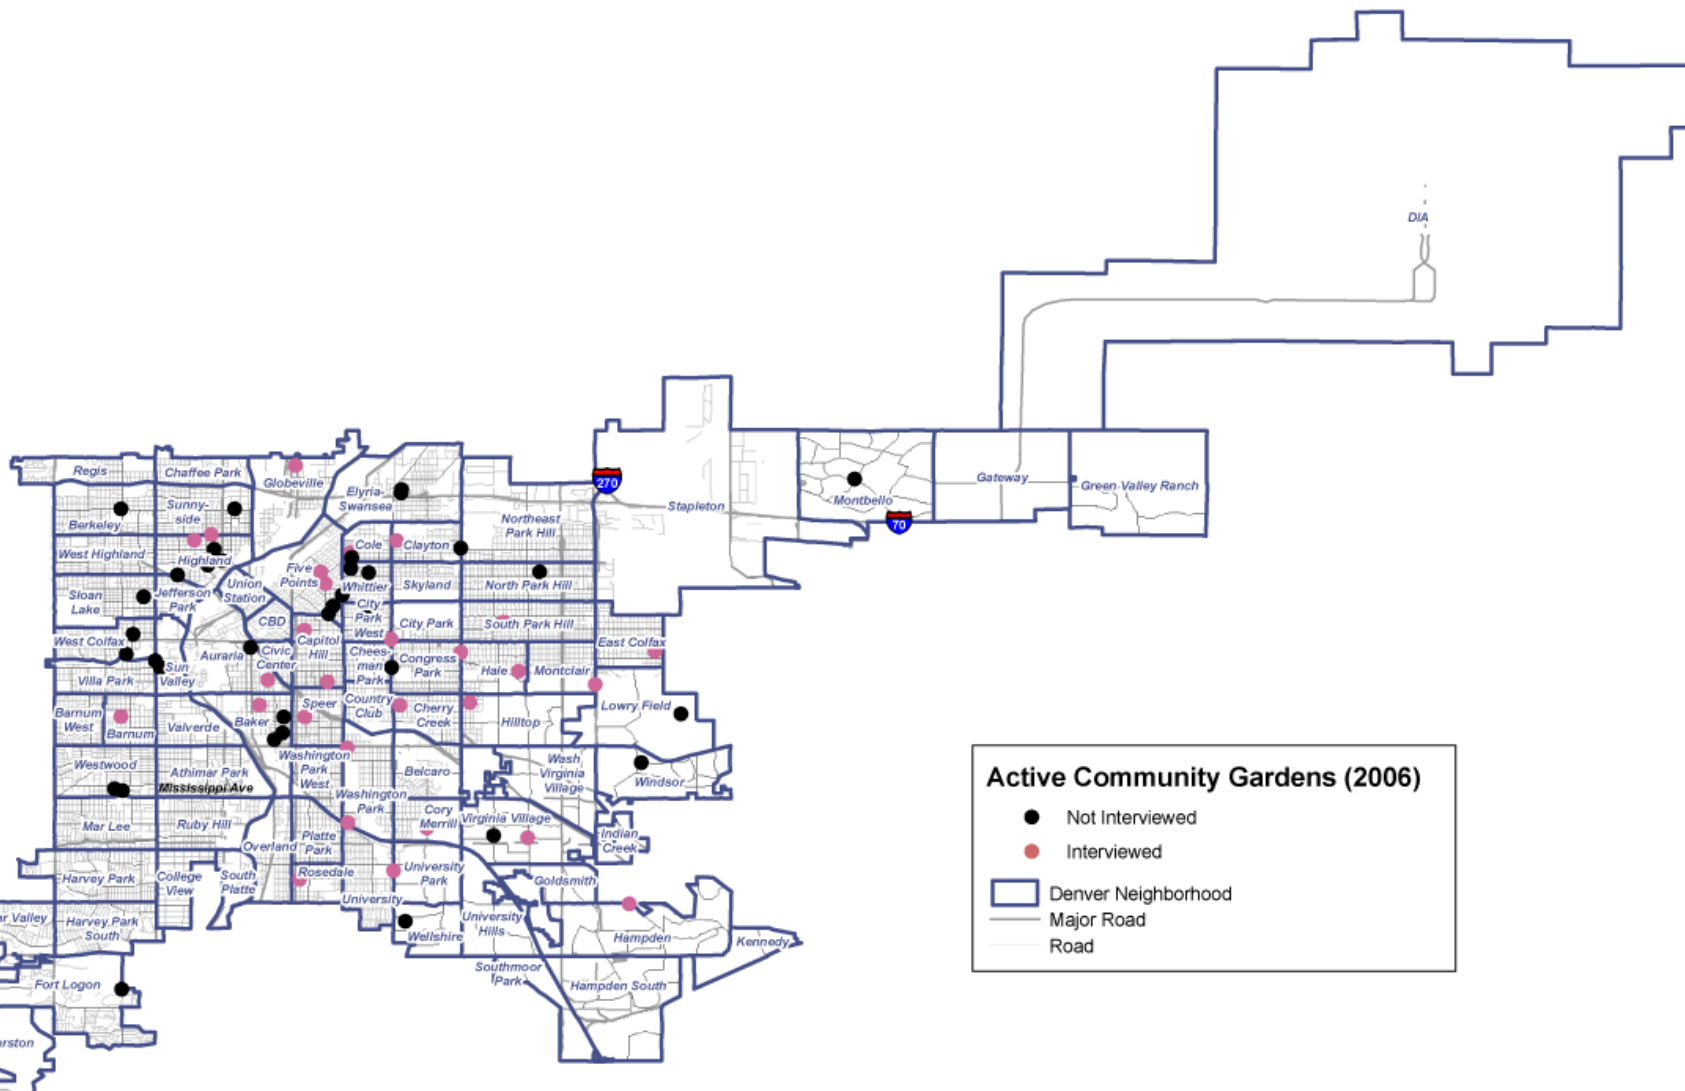 DIA
Regis
Chaffee Park
Globeville
Elyria-
Swansea
Gateway
Green Valley Ranch
Montbello
270
70
Stapleton
Sunny-
side
Berkeley
Northeast
Park Hill
West Highland
Highland
Cole
Clayton
Five
Points
Union
Station
Whittier
Skyland
North Park Hill
Sloan
Lake
Jefferson
Park
City
Park
West
CBD
City Park
South Park Hill
West Colfax
Auraria
Civic
Center
Capitol
Hill
Chees-
man
Park
Congress
Park
Hale
Montclair
East Colfax
Sun
Valley
Villa Park
Barnum
West
Barnum
Valverde
Baker
Speer
Country
Club
Cherry
Creek
Hilltop
Lowry Field
Westwood
Athimar Park
Mississippi Ave
Washington
Park
West
Belcaro
Wash
Virginia
Village
Windsor
Active Community Gardens (2006)
Not Interviewed
Interviewed
Denver Neighborhood
Major Road
Road
Mar Lee
Ruby Hill
Washington
Park
Cory
Merrill
Virginia Village
Indian
Creek
Overland
Platte
Park
Harvey Park
College
View
South
Platte
Rosedale
University
Park
Goldsmith
University
ar Valley
Harvey Park
South
Wellshire
University
Hills
Hampden
Kennedy
Fort Logon
Southmoor
Park
Hampden South
erston